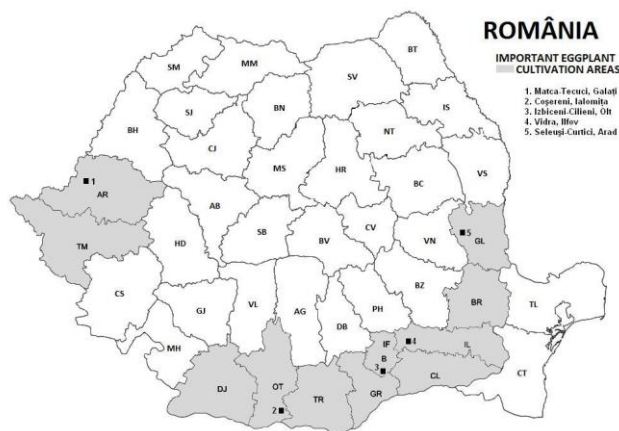 ROMÂNIA
IMPORTANT EGGPLANT
CULTIVATION AREAS
1. Matca-Tecuci, Galați
2. Coșereni, Ialomița
3. Izbiceni-Cilieni, Olt
4. Vidra, Ilfov
5. Seleuși-Curtici, Arad
BT
SM
MM
SV
SJ
BN
IS
BH
CJ
NT
MS
HR
VS
BC
1
AR
AB
TM
HD
SB
BV
CV
VN
5
GL
CS
GJ
VL
AG
PH
BZ
BR
TL
DB
MH
IF
4
IL
B
3
CT
DJ
OT
TR
GR
CL
2